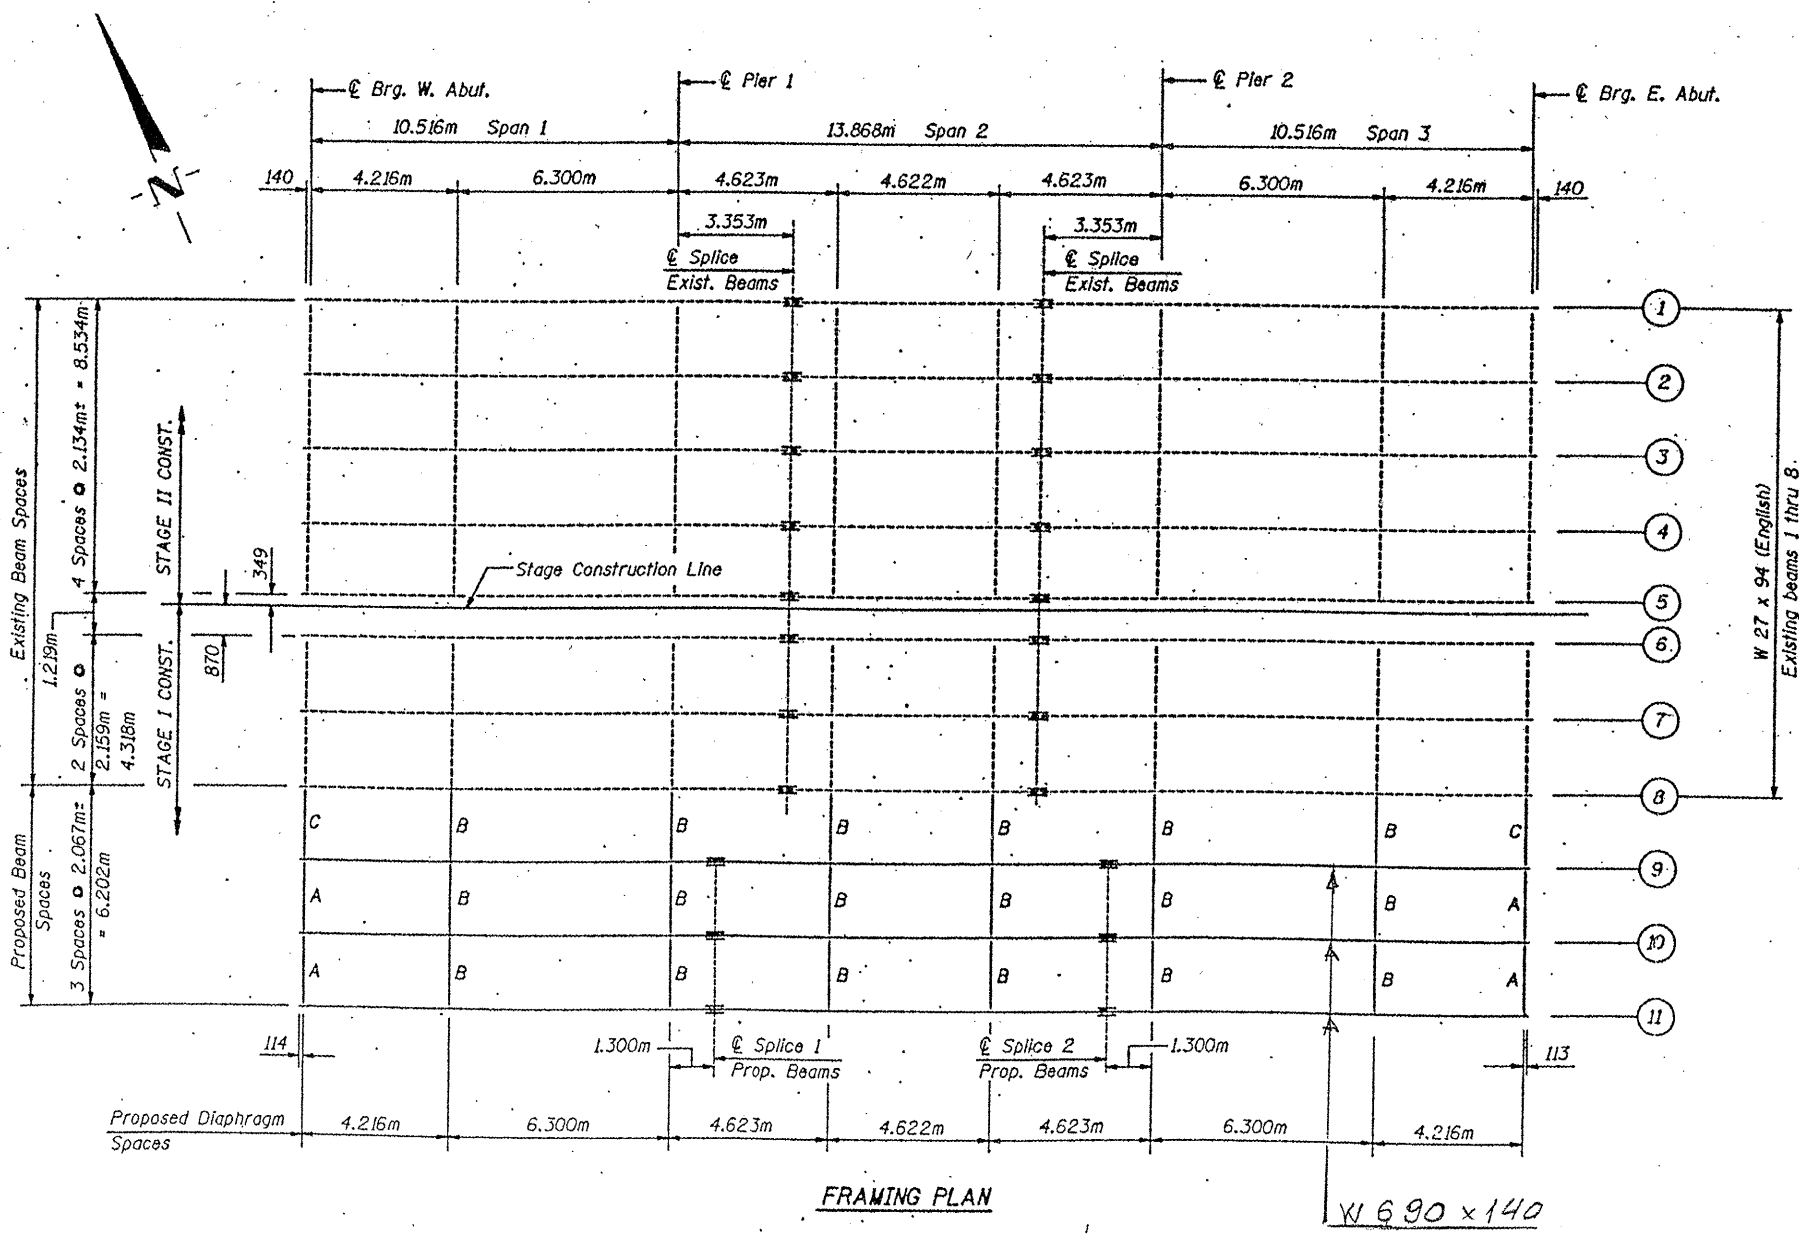 N
℄ Brg. W. Abut.
℄ Pier 1
℄ Pier 2
℄ Brg. E. Abut.
10.516m Span 1
13.868m Span 2
10.516m Span 3
140 4.216m 6.300m 4.623m 4.622m 4.623m 6.300m 4.216m 140
3.353m
3.353m
℄ Splice
Exist. Beams
℄ Splice
Exist. Beams
Existing Beam Spaces
4 Spaces @ 2.134m± = 8.534m
STAGE II CONST.
349
Stage Construction Line
1.219m
870
2 Spaces @
2.159m =
4.318m
STAGE I CONST.
Proposed Beam
Spaces
3 Spaces @ 2.067m±
= 6.202m
1
2
3
4
5
6
7
8
9
10
11
W 27 x 94 (English)
Existing beams 1 thru 8.
C B B B B B B C
A B B B B B B A
A B B B B B B A
114
1.300m
℄ Splice 1
Prop. Beams
℄ Splice 2
Prop. Beams
1.300m
113
Proposed Diaphragm
Spaces
4.216m 6.300m 4.623m 4.622m 4.623m 6.300m 4.216m
FRAMING PLAN
W 690 x 140